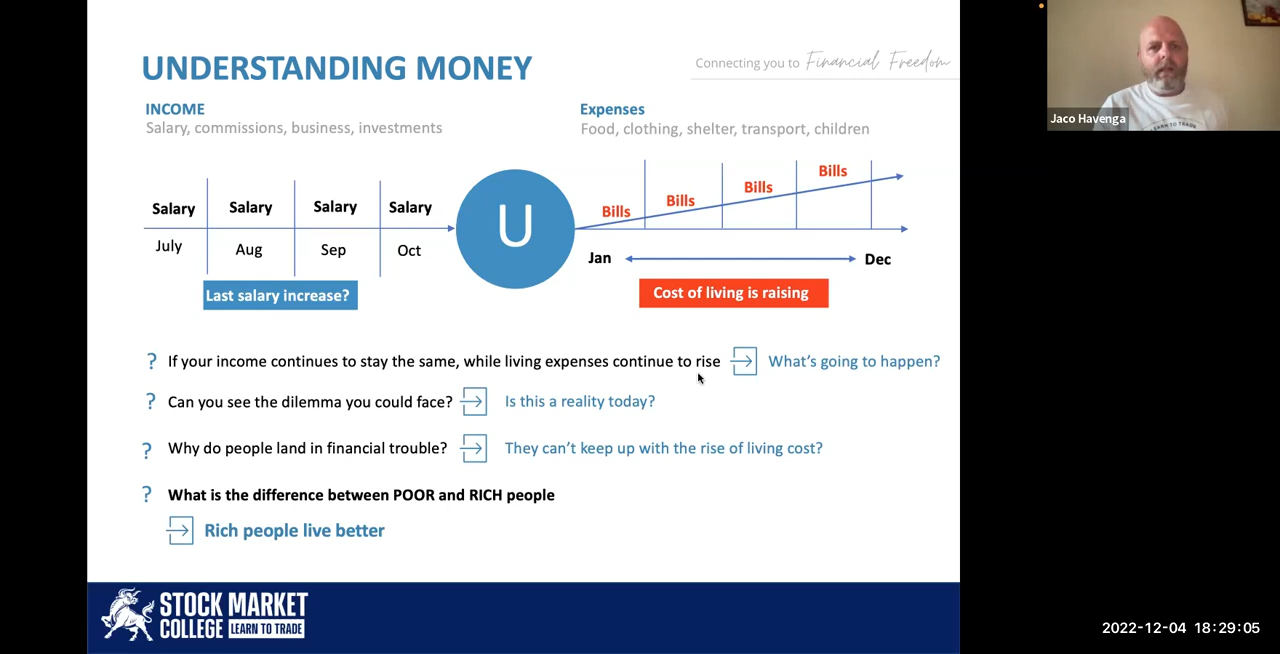 UNDERSTANDING MONEY
Connecting you to Financial Freedom
INCOME
Salary, commissions, business, investments
Expenses
Food, clothing, shelter, transport, children
Salary Salary Salary Salary
July Aug Sep Oct
Last salary increase?
U
Bills Bills Bills Bills
Jan Dec
Cost of living is raising
? If your income continues to stay the same, while living expenses continue to rise What's going to happen?
? Can you see the dilemma you could face? Is this a reality today?
? Why do people land in financial trouble? They can't keep up with the rise of living cost?
? What is the difference between POOR and RICH people
Rich people live better
STOCK MARKET
COLLEGE LEARN TO TRADE
LEARN TO TRADE
Jaco Havenga
2022-12-04 18:29:05